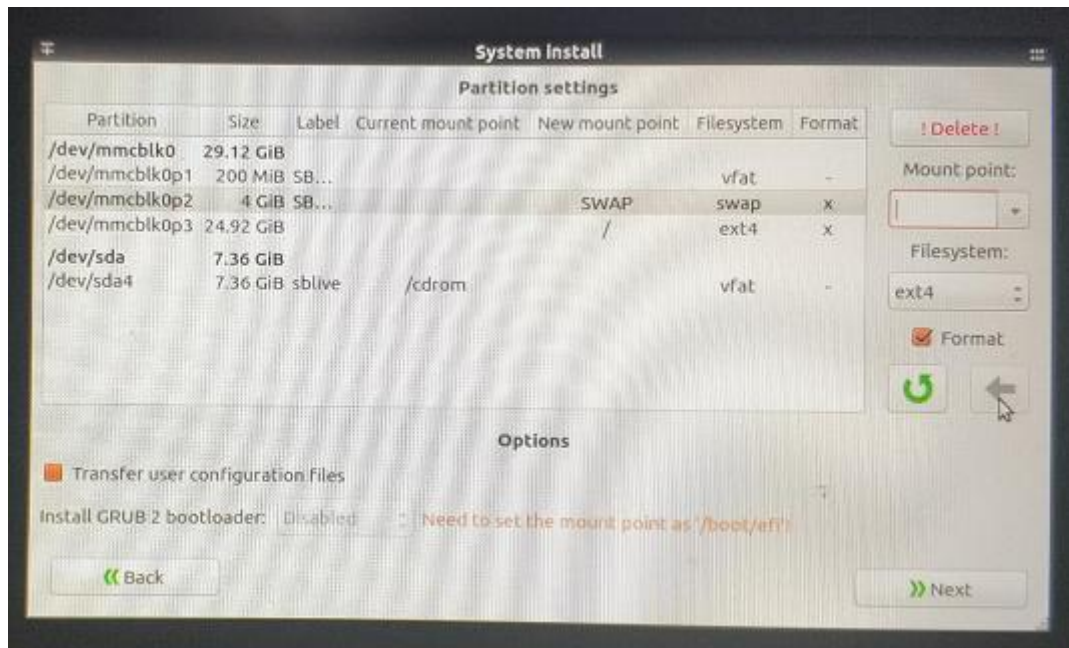 System Install
Partition settings
Partition Size Label Current mount point New mount point Filesystem Format
/dev/mmcblk0 29.12 GiB
/dev/mmcblk0p1 200 MiB SB... vfat -
/dev/mmcblk0p2 4 GiB SB... SWAP swap x
/dev/mmcblk0p3 24.92 GiB / ext4 x
/dev/sda 7.36 GiB
/dev/sda4 7.36 GiB sblive /cdrom vfat -
! Delete !
Mount point:
Filesystem:
ext4
Format
Options
Transfer user configuration files
Install GRUB 2 bootloader: Disabled Need to set the mount point as '/boot/efi'!
Back
Next